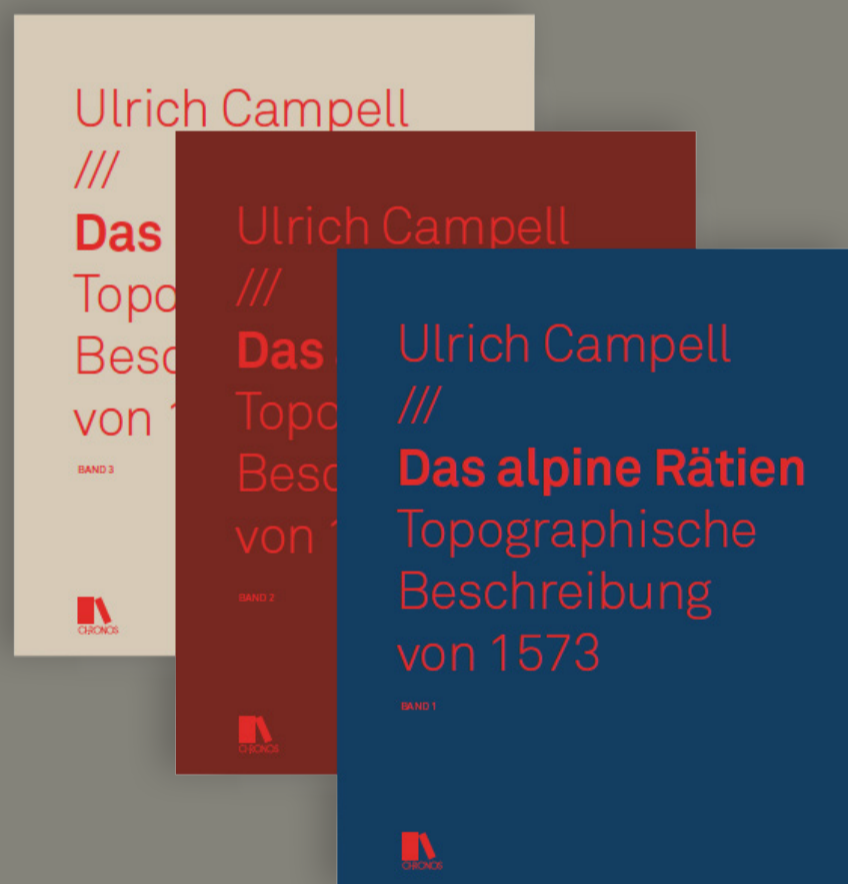 Ulrich Campell
///
Das
Topo
Besc
von 1
BAND 3
CHRONOS
Ulrich Campell
///
Das
Topo
Besc
von 1
BAND 2
CHRONOS
Ulrich Campell
///
Das alpine Rätien
Topographische
Beschreibung
von 1573
BAND 1
CHRONOS